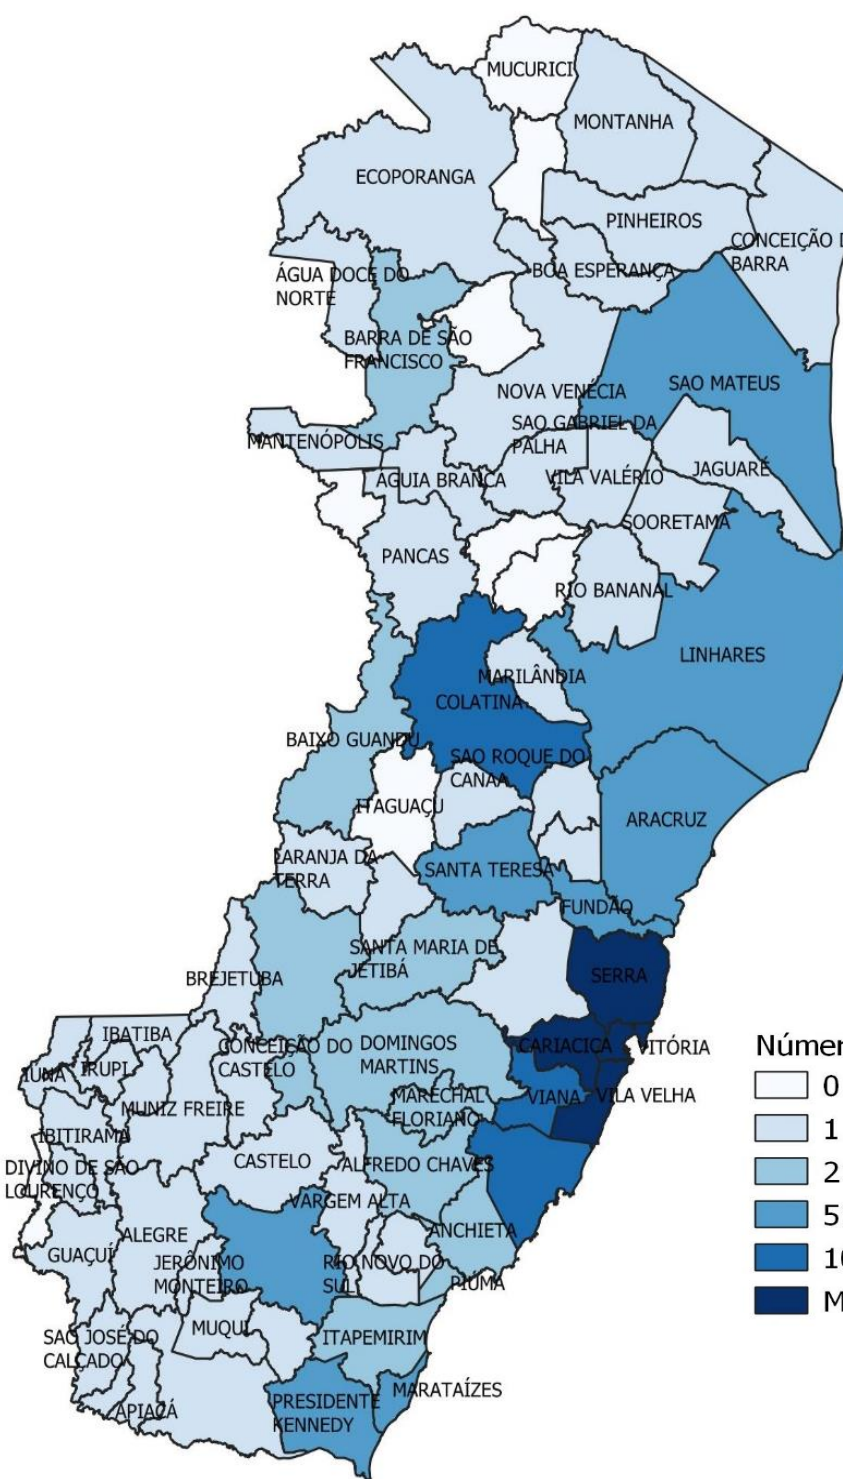 MUCURICI
MONTANHA
ECOPORANGA
PINHEIROS
CONCEIÇÃO D
BARRA
BOA ESPERANÇA
ÁGUA DOCE DO
NORTE
BARRA DE SÃO
FRANCISCO
SAO MATEUS
NOVA VENÉCIA
SAO GABRIEL DA
PALHA
MANTENÓPOLIS
JAGUARÉ
ÁGUIA BRANCA
VILA VALÉRIO
SOORETAMA
PANCAS
RIO BANANAL
LINHARES
MARILÂNDIA
COLATINA
BAIXO GUANDU
SAO ROQUE DO
CANAA
ITAGUAÇU
ARACRUZ
LARANJA DA
TERRA
SANTA TERESA
FUNDÃO
SANTA MARIA DE
JETIBÁ
BREJETUBA
SERRA
IBATIBA
CONCEIÇÃO DO
CASTELO
DOMINGOS
MARTINS
CARIACICA
VITÓRIA
IUNA
IRUPI
MARECHAL
FLORIANO
VIANA
VILA VELHA
MUNIZ FREIRE
IBITIRAMA
DIVINO DE SÃO
LOURENÇO
CASTELO
ALFREDO CHAVES
VARGEM ALTA
ALEGRE
ANCHIETA
GUAÇUÍ
JERÔNIMO
MONTEIRO
RIO NOVO DO
SUL
PIÚMA
MUQUI
ITAPEMIRIM
SAO JOSÉ DO
CALÇADO
MARATAÍZES
PRESIDENTE
KENNEDY
APIACÁ
Númer
0
1
2
5
10
M